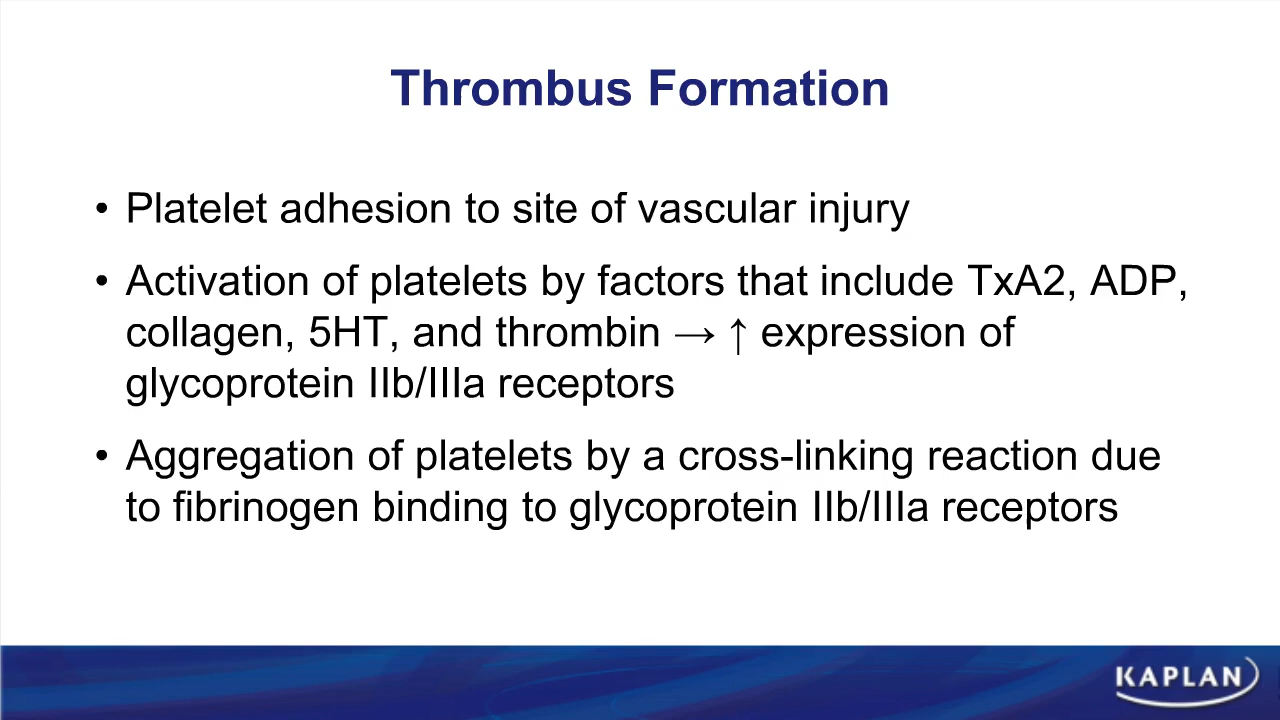 Thrombus Formation
• Platelet adhesion to site of vascular injury
• Activation of platelets by factors that include TxA2, ADP,
collagen, 5HT, and thrombin → ↑ expression of
glycoprotein IIb/IIIa receptors
• Aggregation of platelets by a cross-linking reaction due
to fibrinogen binding to glycoprotein IIb/IIIa receptors
KAPLAN